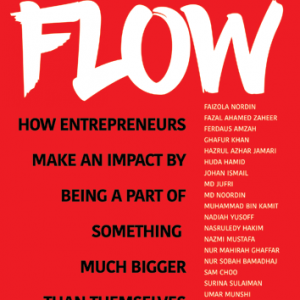 FLOW
HOW ENTREPRENEURS
MAKE AN IMPACT BY
BEING A PART OF
SOMETHING
MUCH BIGGER
THAN THEMSELVES
FAIZOLA NORDIN
FAZAL AHAMED ZAHEER
FERDAUS AMZAH
GHAFUR KHAN
HAZRUL AZHAR JAMARI
HUDA HAMID
JOHAN ISMAIL
MD JUFRI
MD NOORDIN
MUHAMMAD BIN KAMIT
NADIAH YUSOFF
NASRULEDY HAKIM
NAZMI MUSTAFA
NUR MAHIRAH GHAFFAR
NUR SOBAH BAMADHAJ
SAM CHOO
SURINA SULAIMAN
UMAR MUNSHI